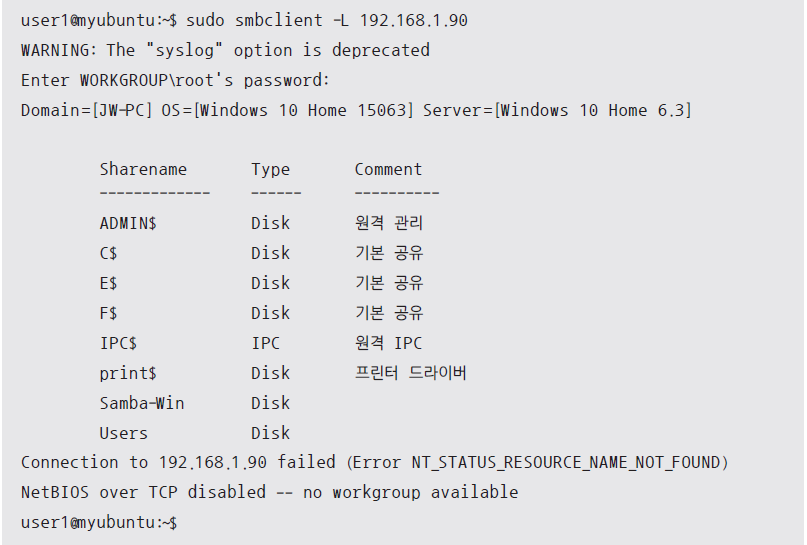 user1@myubuntu:~$ sudo smbclient -L 192.168.1.90
WARNING: The "syslog" option is deprecated
Enter WORKGROUP\root's password:
Domain=[JW-PC] OS=[Windows 10 Home 15063] Server=[Windows 10 Home 6.3]
Sharename Type Comment
------------- ------ ----------
ADMIN$ Disk 원격 관리
C$ Disk 기본 공유
E$ Disk 기본 공유
F$ Disk 기본 공유
IPC$ IPC 원격 IPC
print$ Disk 프린터 드라이버
Samba-Win Disk
Users Disk
Connection to 192.168.1.90 failed (Error NT_STATUS_RESOURCE_NAME_NOT_FOUND)
NetBIOS over TCP disabled -- no workgroup available
user1@myubuntu:~$